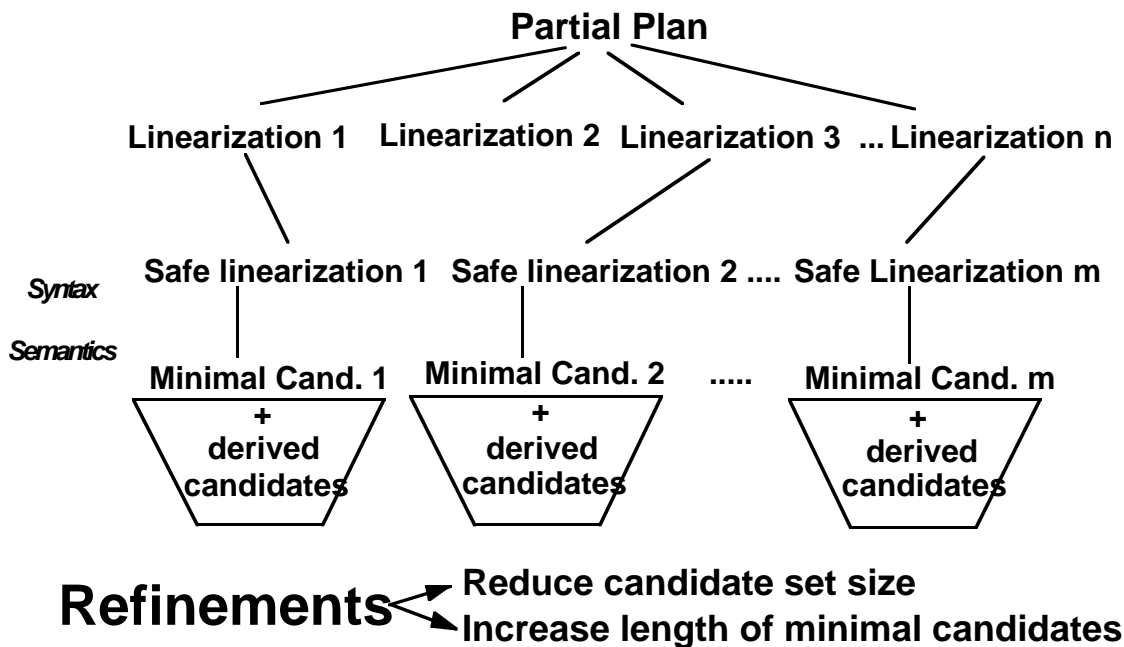 Partial Plan
Linearization 1 Linearization 2 Linearization 3 ... Linearization n
Safe linearization 1 Safe linearization 2 .... Safe Linearization m
Syntax
Semantics
Minimal Cand. 1 Minimal Cand. 2 ..... Minimal Cand. m
+ + +
derived derived derived
candidates candidates candidates
Refinements
Reduce candidate set size
Increase length of minimal candidates